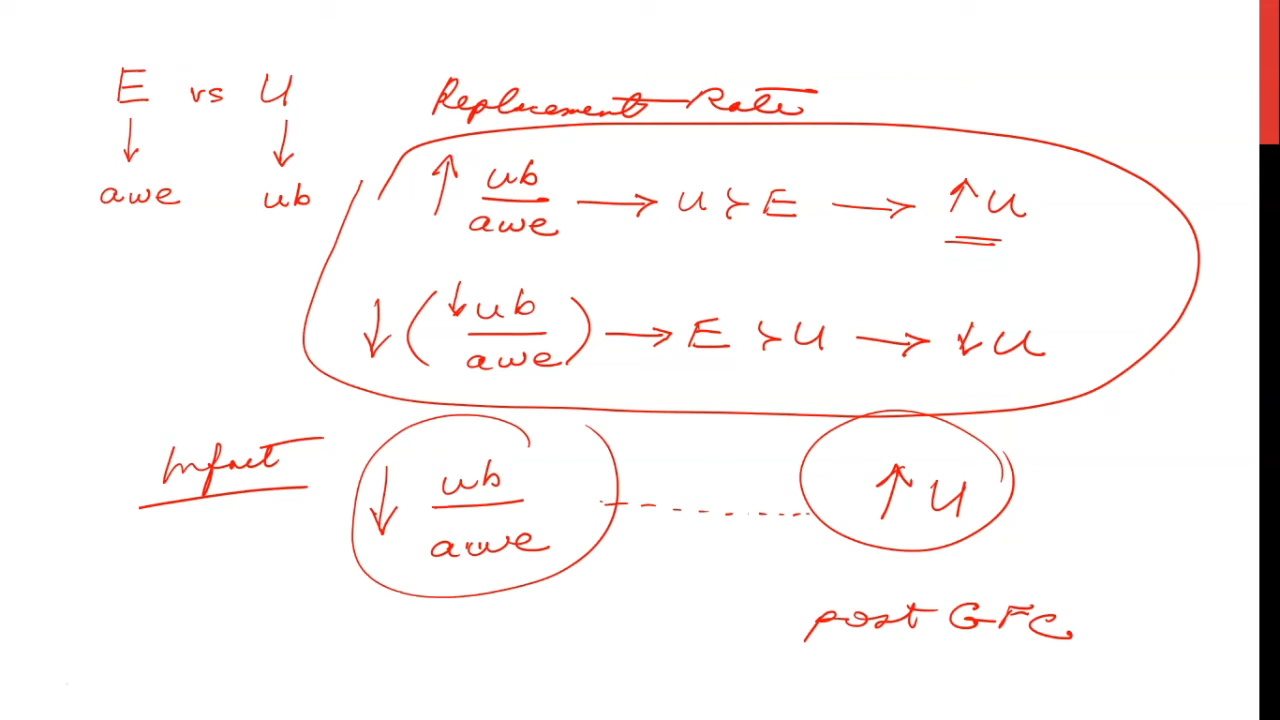 E vs U
↓ ↓
awe ub
Replacement Rate
↑ ub/awe → U ≻ E → ↑ U
↓ (↓ub/awe) → E ≻ U → ↓ U
Infact ↓ ub/awe ------ ↑ U
post GFC